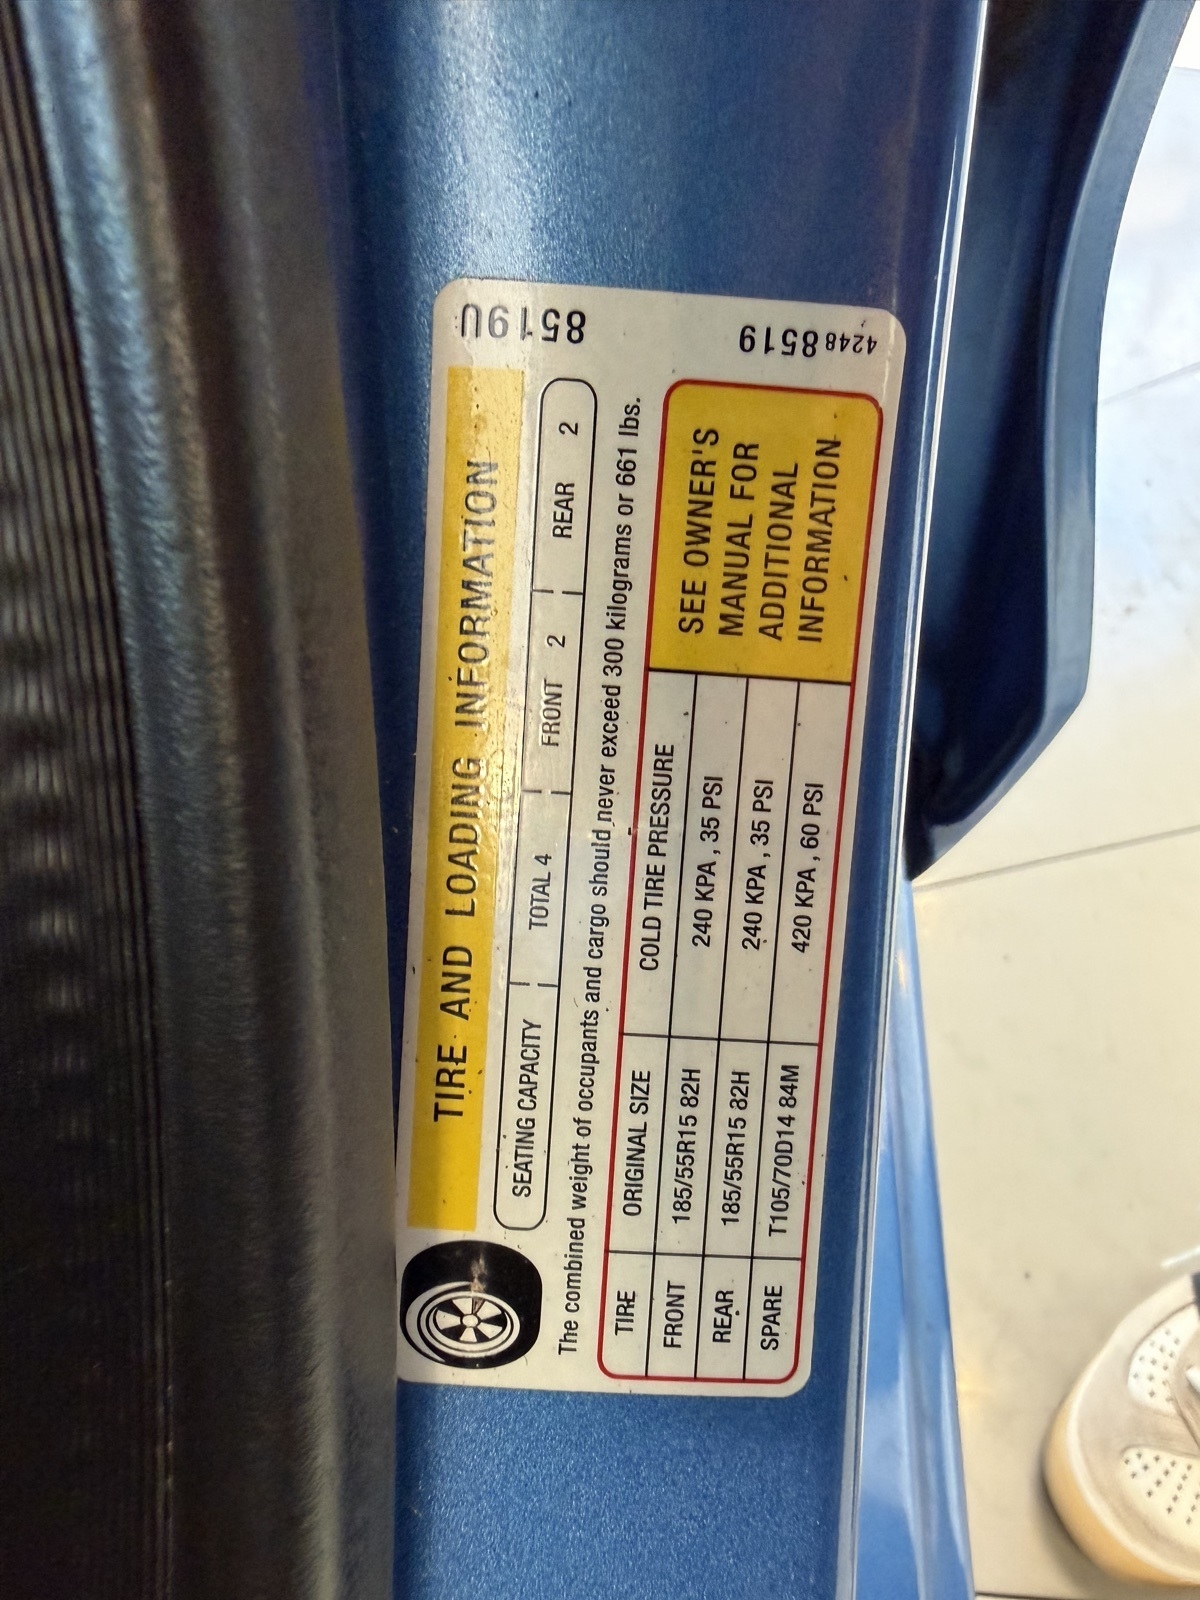 TIRE AND LOADING INFORMATION
SEATING CAPACITY TOTAL 4 FRONT 2 REAR 2
The combined weight of occupants and cargo should never exceed 300 kilograms or 661 lbs.
TIRE ORIGINAL SIZE COLD TIRE PRESSURE
FRONT 185/55R15 82H 240 KPA, 35 PSI
REAR 185/55R15 82H 240 KPA, 35 PSI
SPARE T105/70D14 84M 420 KPA, 60 PSI
SEE OWNER'S
MANUAL FOR
ADDITIONAL
INFORMATION
8519U
4248 8519